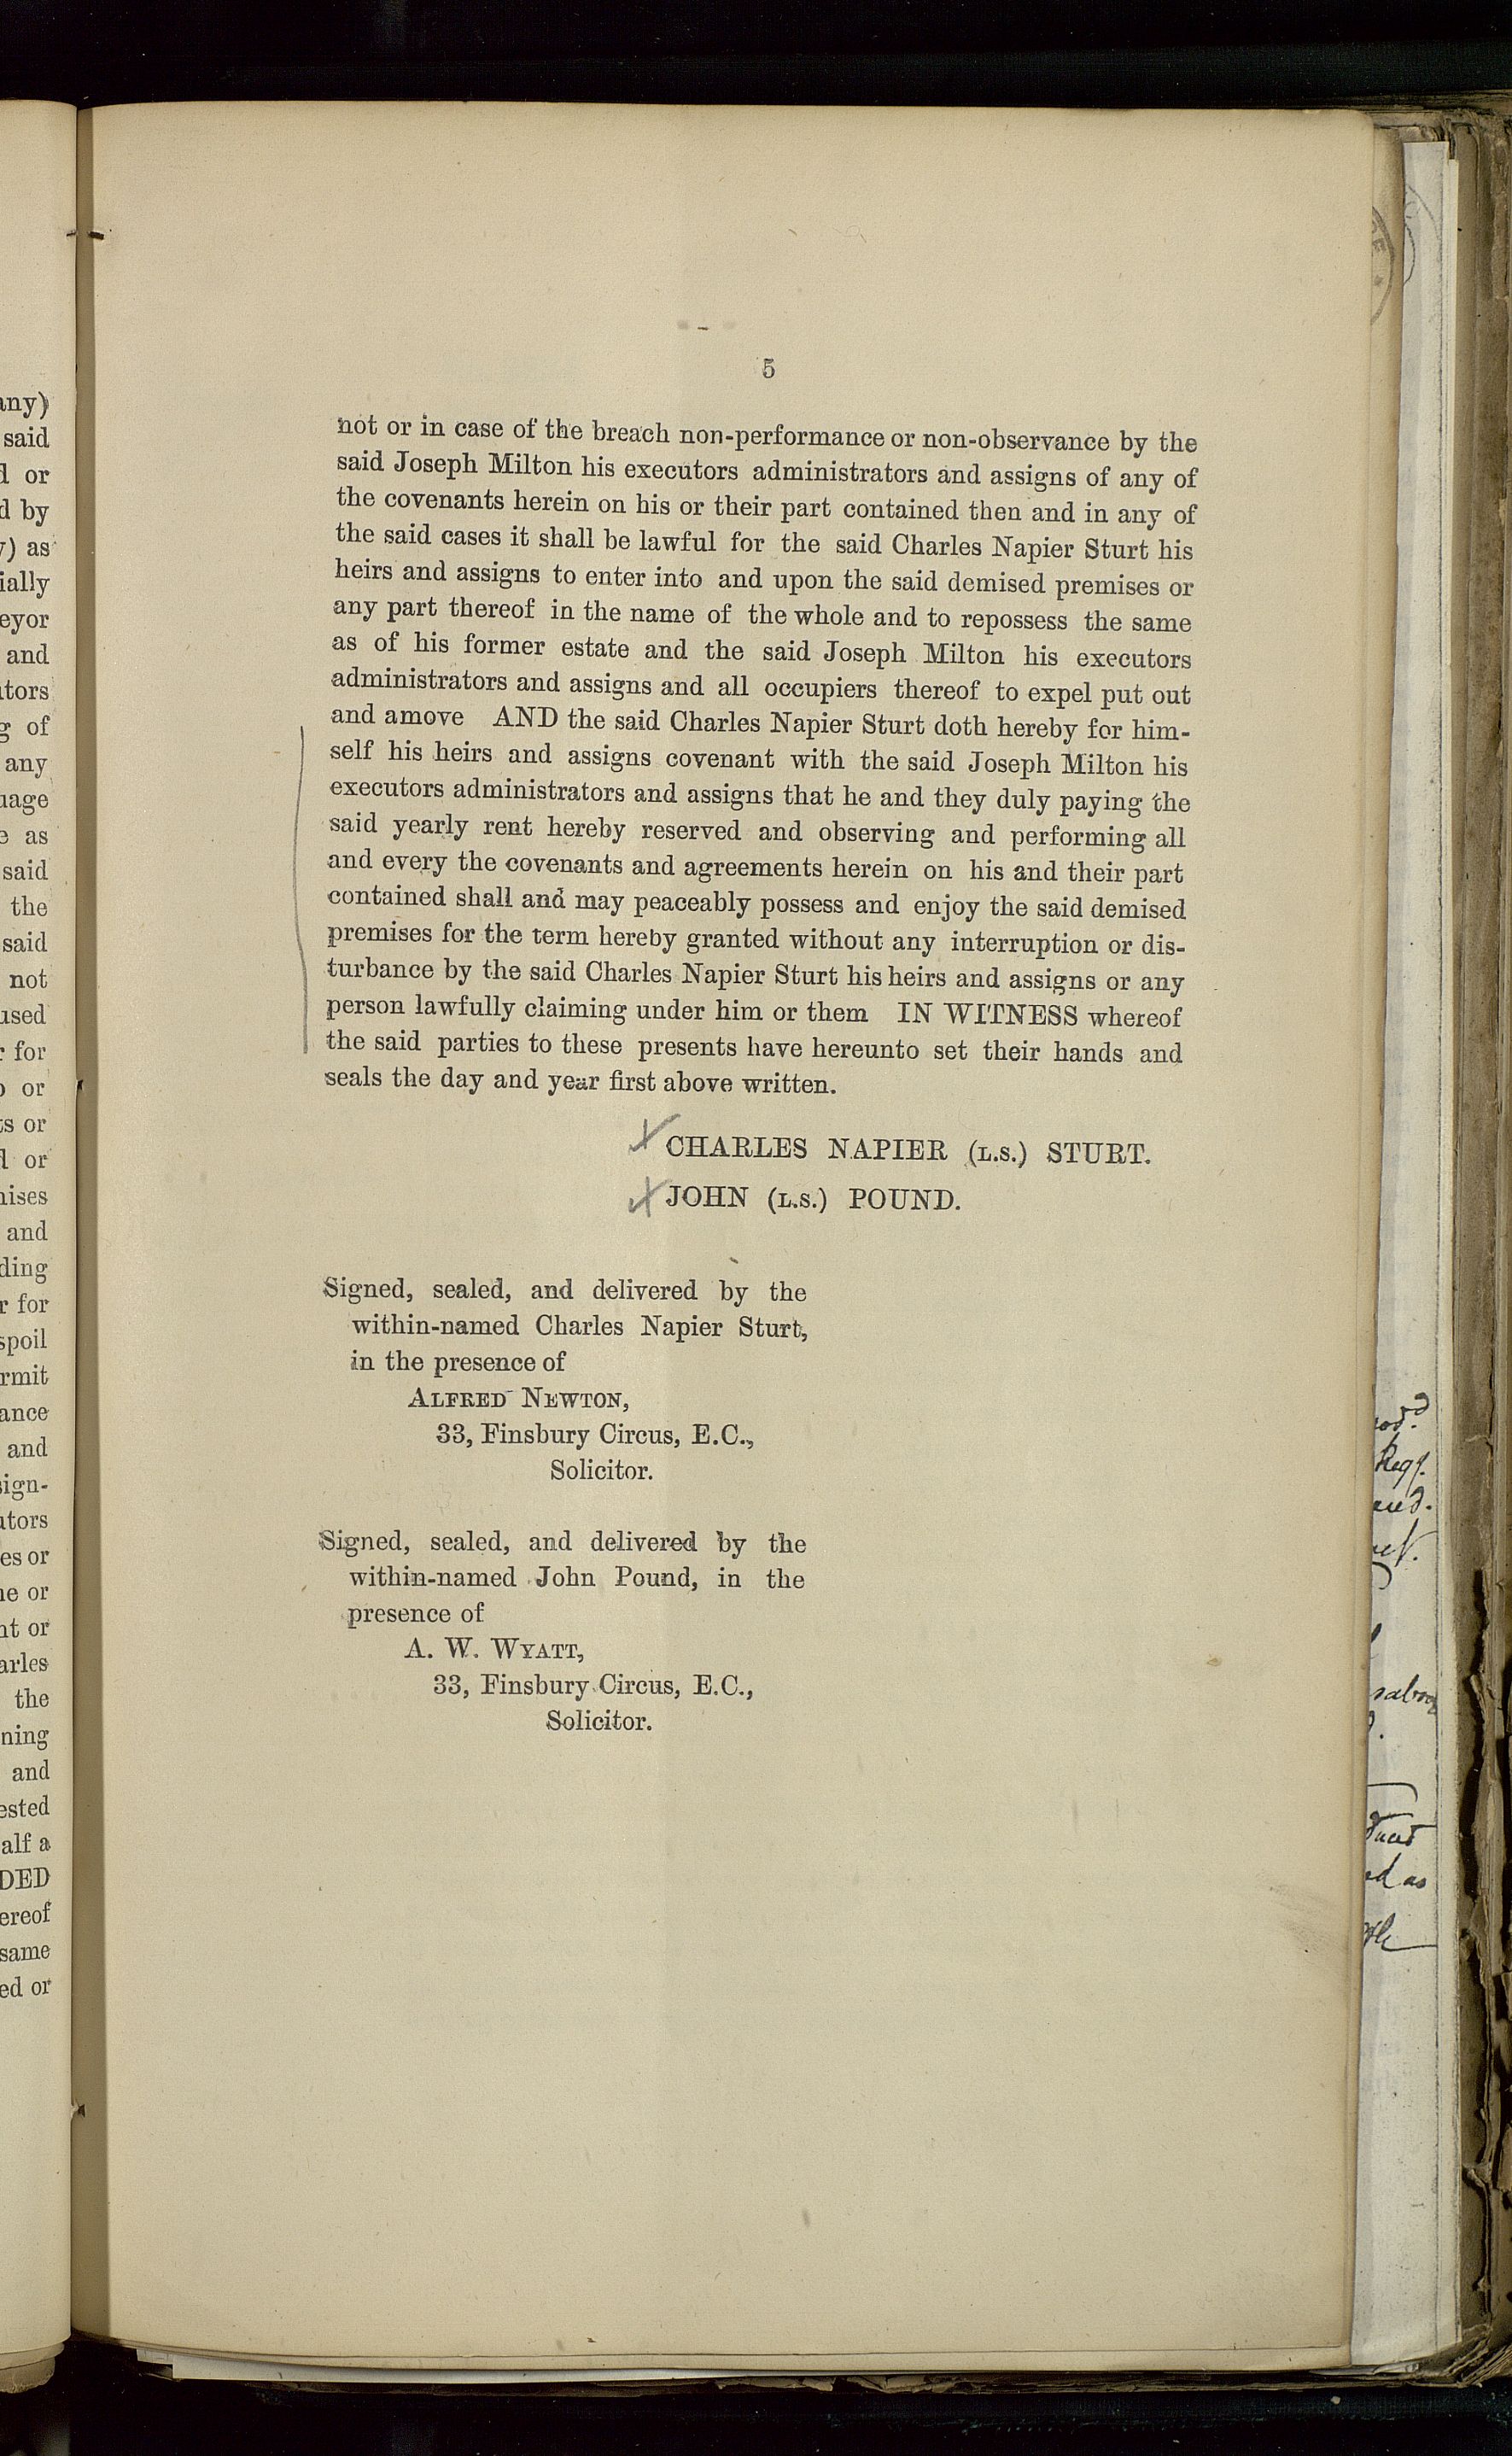 5
not or in case of the breach non-performance or non-observance by the
said Joseph Milton his executors administrators and assigns of any of
the covenants herein on his or their part contained then and in any of
the said cases it shall be lawful for the said Charles Napier Sturt his
heirs and assigns to enter into and upon the said demised premises or
any part thereof in the name of the whole and to repossess the same
as of his former estate and the said Joseph Milton his executors
administrators and assigns and all occupiers thereof to expel put out
and amove AND the said Charles Napier Sturt doth hereby for him-
self his heirs and assigns covenant with the said Joseph Milton his
executors administrators and assigns that he and they duly paying the
said yearly rent hereby reserved and observing and performing all
and every the covenants and agreements herein on his and their part
contained shall and may peaceably possess and enjoy the said demised
premises for the term hereby granted without any interruption or dis-
turbance by the said Charles Napier Sturt his heirs and assigns or any
person lawfully claiming under him or them IN WITNESS whereof
the said parties to these presents have hereunto set their hands and
seals the day and year first above written.
CHARLES NAPIER (L.S.) STURT.
JOHN (L.S.) POUND.
Signed, sealed, and delivered by the
within-named Charles Napier Sturt,
in the presence of
ALFRED NEWTON,
33, Finsbury Circus, E.C.,
Solicitor.
Signed, sealed, and delivered by the
within-named John Pound, in the
presence of
A. W. WYATT,
33, Finsbury Circus, E.C.,
Solicitor.